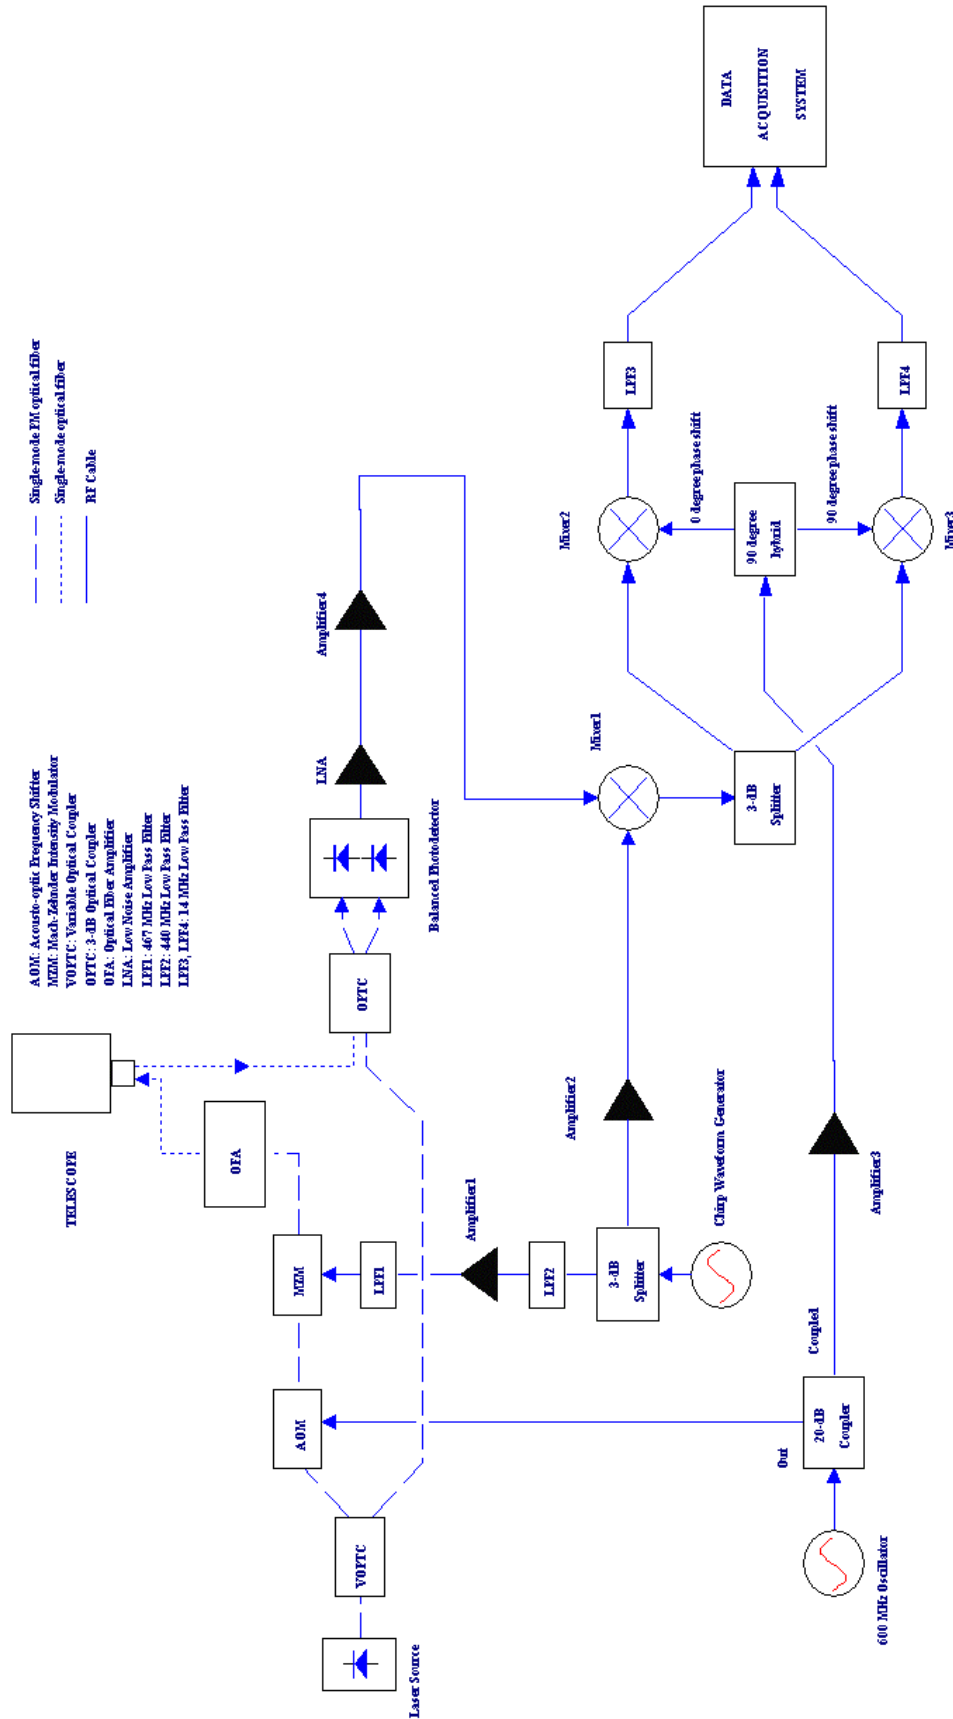 Single-mode PM optical fiber
Single-mode optical fiber
RF Cable
AOM: Acousto-optic Frequency Shifter
MZM: Mach-Zehnder Intensity Modulator
VOPTC: Variable Optical Coupler
OPTC: 3-dB Optical Coupler
OFA: Optical Fiber Amplifier
LNA: Low Noise Amplifier
LPF1: 467 MHz Low Pass Filter
LPF2: 440 MHz Low Pass Filter
LPF3, LPF4: 14 MHz Low Pass Filter
TELESCOPE
OFA
MZM
AOM
VOPTC
Laser Source
OPTC
Balanced Photodetector
LNA
Amplifier4
LPF1
Amplifier1
LPF2
3-dB
Splitter
Chirp Waveform Generator
Amplifier2
Mixer1
3-dB
Splitter
600 MHz Oscillator
20-dB
Coupler
Out
Coupled
Amplifier3
Mixer2
0 degree phase shift
90 degree
hybrid
90 degree phase shift
Mixer3
LPF3
LPF4
DATA
ACQUISITION
SYSTEM